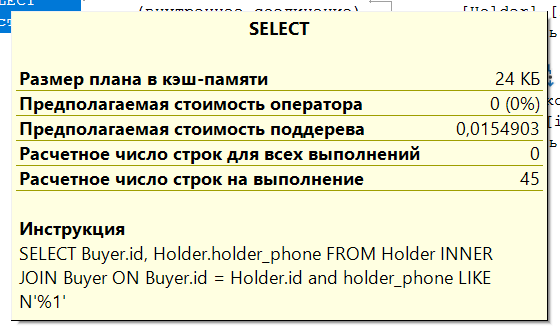 SELECT
Размер плана в кэш-памяти 24 КБ
Предполагаемая стоимость оператора 0 (0%)
Предполагаемая стоимость поддерева 0,0154903
Расчетное число строк для всех выполнений 0
Расчетное число строк на выполнение 45
Инструкция
SELECT Buyer.id, Holder.holder_phone FROM Holder INNER
JOIN Buyer ON Buyer.id = Holder.id and holder_phone LIKE
N'%1'